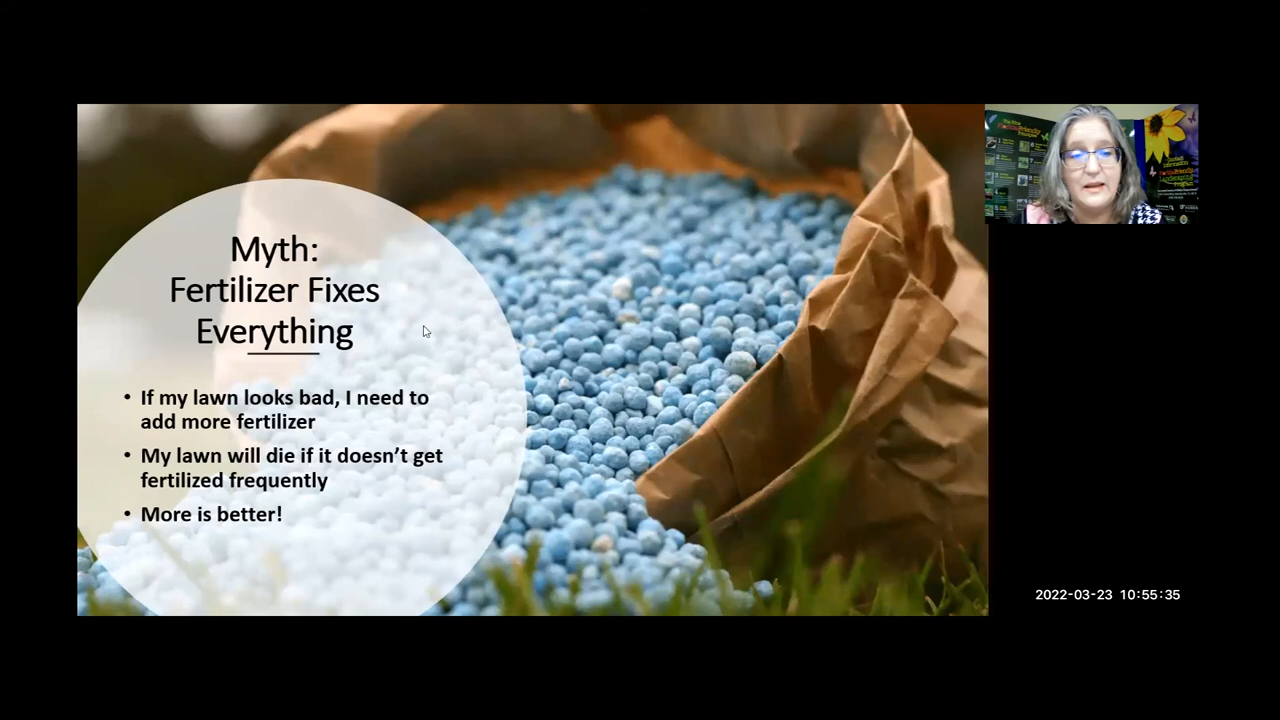 Myth:
Fertilizer Fixes
Everything
• If my lawn looks bad, I need to
add more fertilizer
• My lawn will die if it doesn’t get
fertilized frequently
• More is better!
2022-03-23 10:55:35